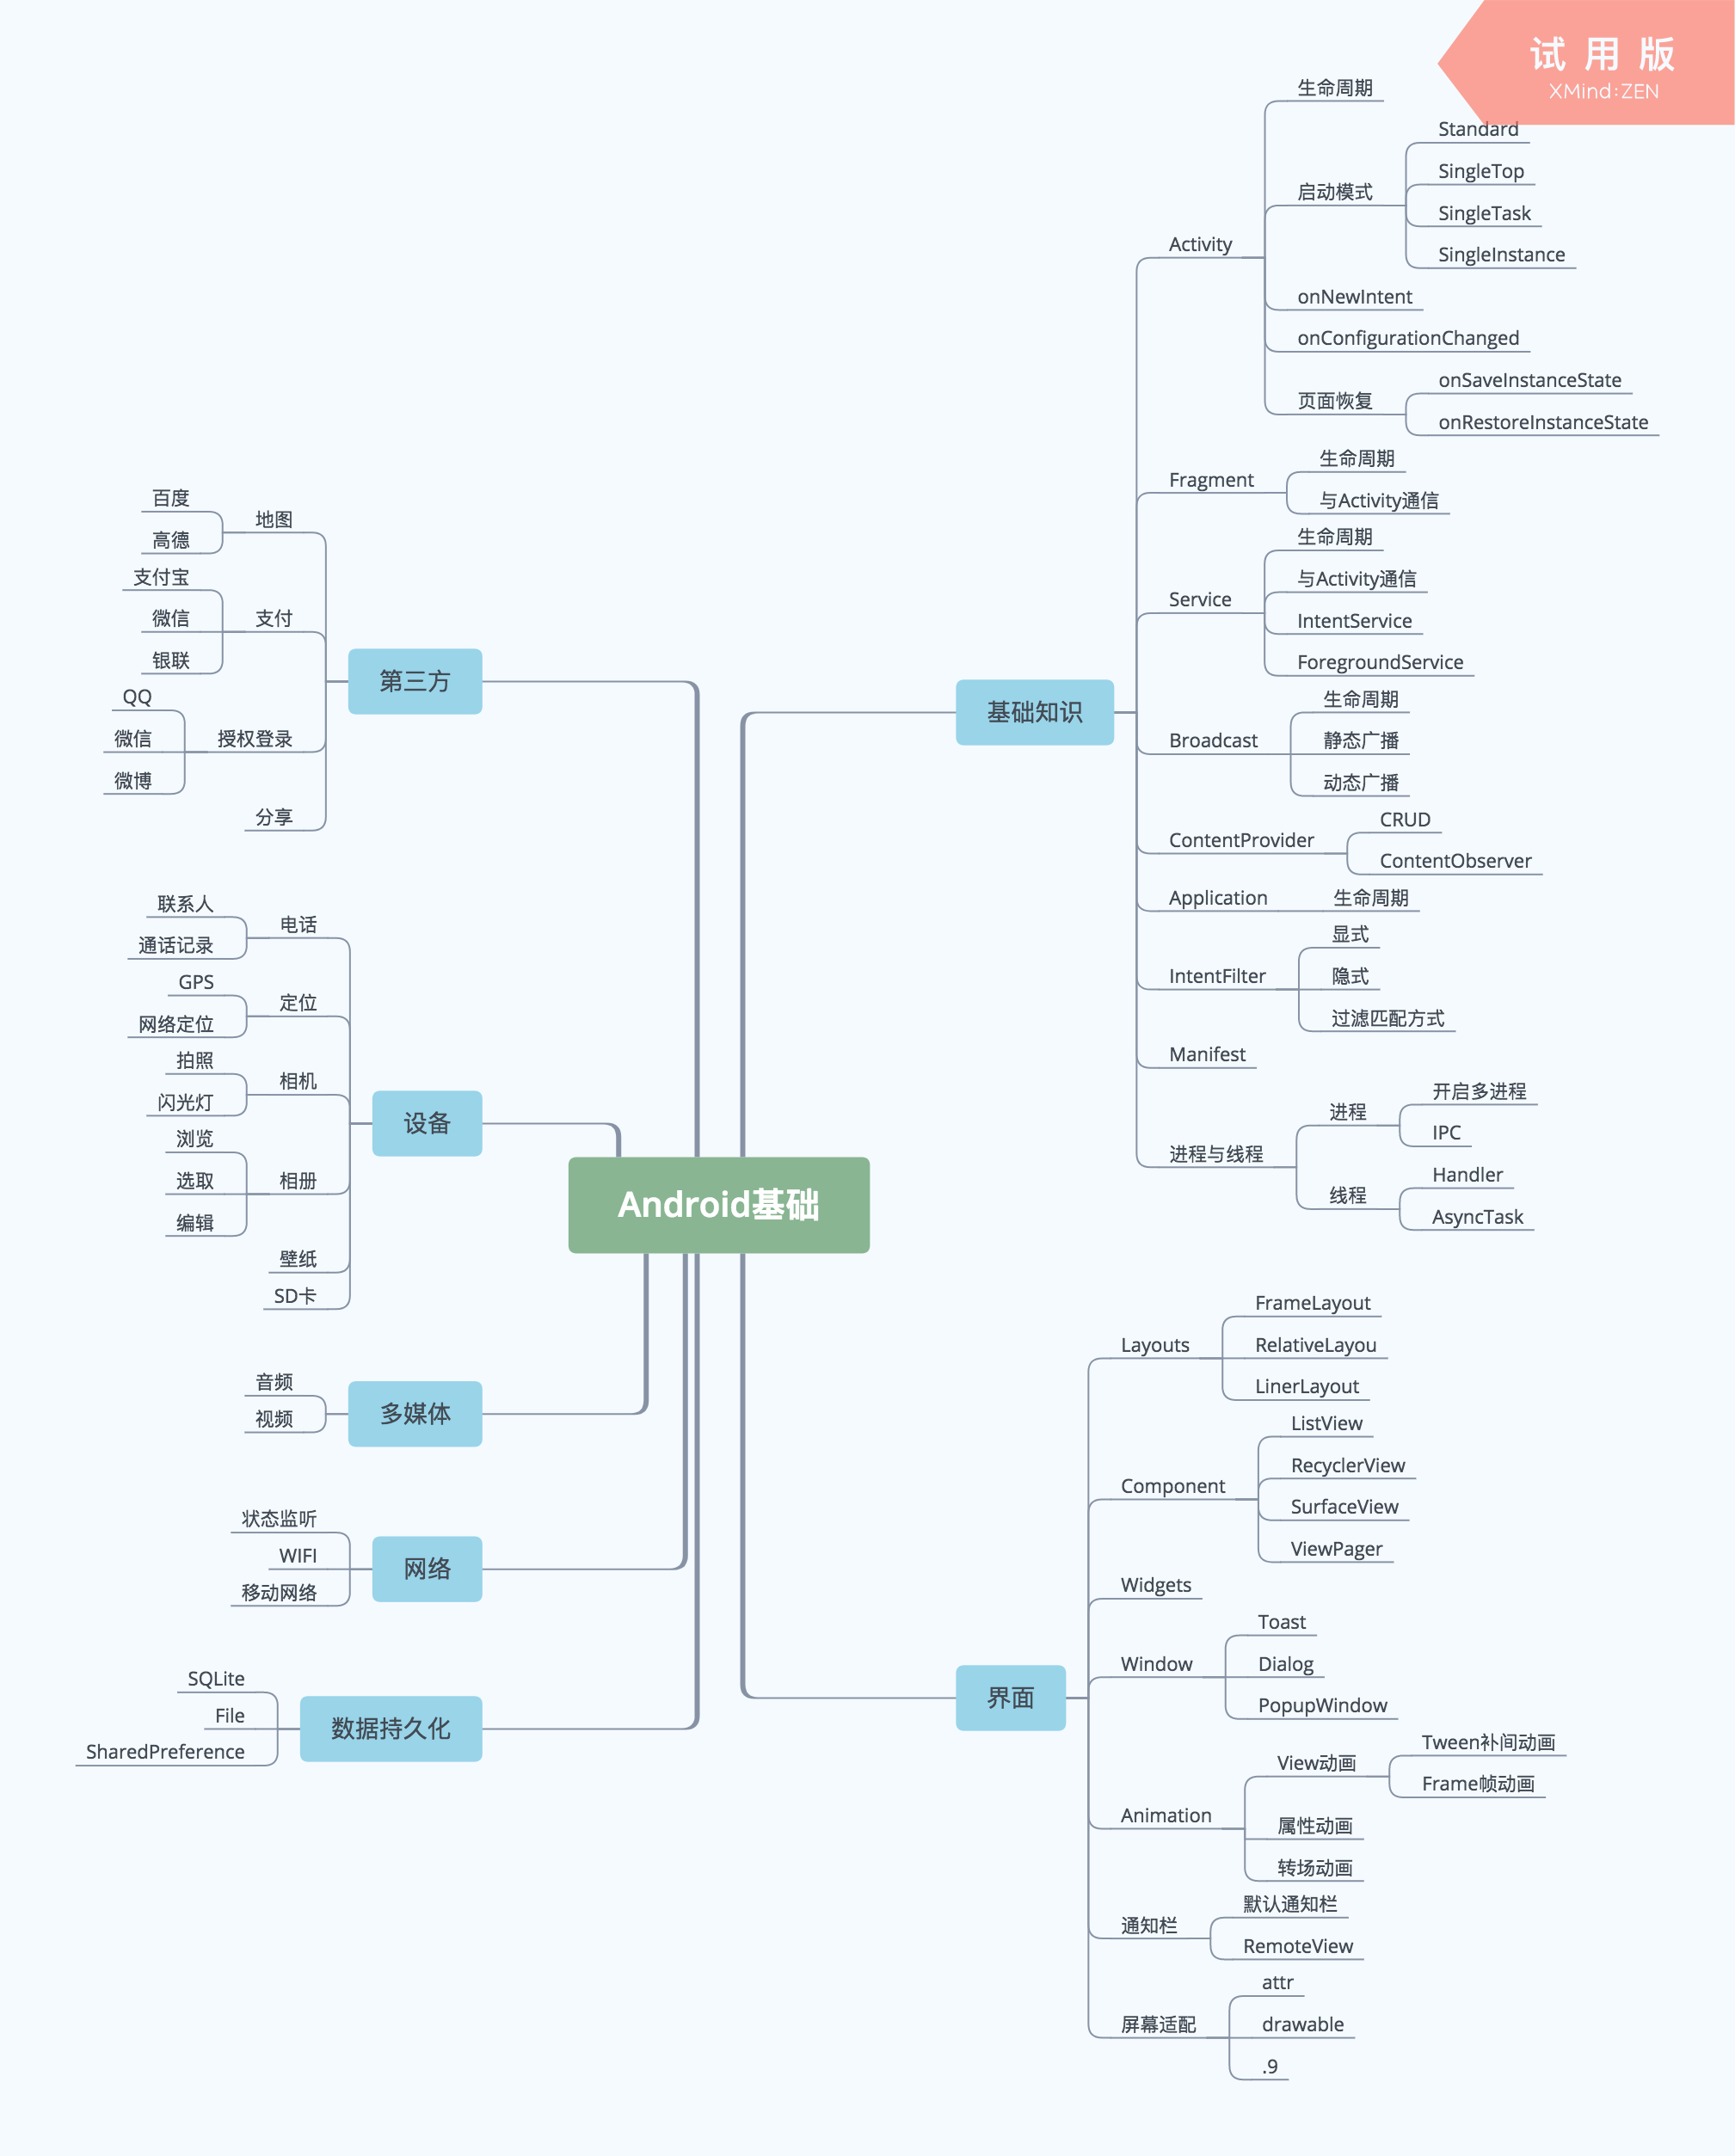 试用版
XMind:ZEN
Android基础
基础知识
Activity
生命周期
启动模式
Standard
SingleTop
SingleTask
SingleInstance
onNewIntent
onConfigurationChanged
页面恢复
onSaveInstanceState
onRestoreInstanceState
Fragment
生命周期
与Activity通信
Service
生命周期
与Activity通信
IntentService
ForegroundService
Broadcast
生命周期
静态广播
动态广播
ContentProvider
CRUD
ContentObserver
Application
生命周期
IntentFilter
显式
隐式
过滤匹配方式
Manifest
进程与线程
进程
开启多进程
IPC
线程
Handler
AsyncTask
界面
Layouts
FrameLayout
RelativeLayou
LinerLayout
Component
ListView
RecyclerView
SurfaceView
ViewPager
Widgets
Window
Toast
Dialog
PopupWindow
Animation
View动画
Tween补间动画
Frame帧动画
属性动画
转场动画
通知栏
默认通知栏
RemoteView
屏幕适配
attr
drawable
.9
第三方
地图
百度
高德
支付
支付宝
微信
银联
授权登录
QQ
微信
微博
分享
设备
电话
联系人
通话记录
定位
GPS
网络定位
相机
拍照
闪光灯
相册
浏览
选取
编辑
壁纸
SD卡
多媒体
音频
视频
网络
状态监听
WIFI
移动网络
数据持久化
SQLite
File
SharedPreference